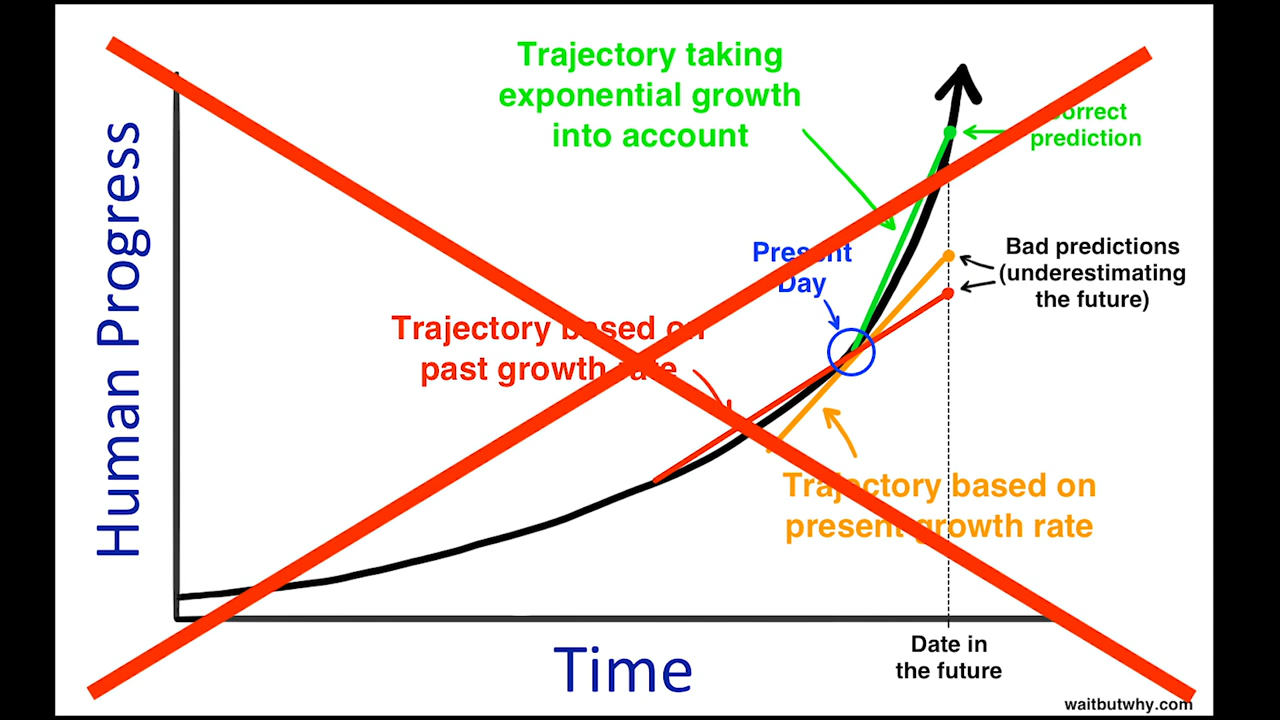 Trajectory taking
exponential growth
into account
Correct
prediction
Human Progress
Present
Day
Bad predictions
(underestimating
the future)
Trajectory based on
past growth rate
Trajectory based on
present growth rate
Time
Date in
the future
waitbutwhy.com